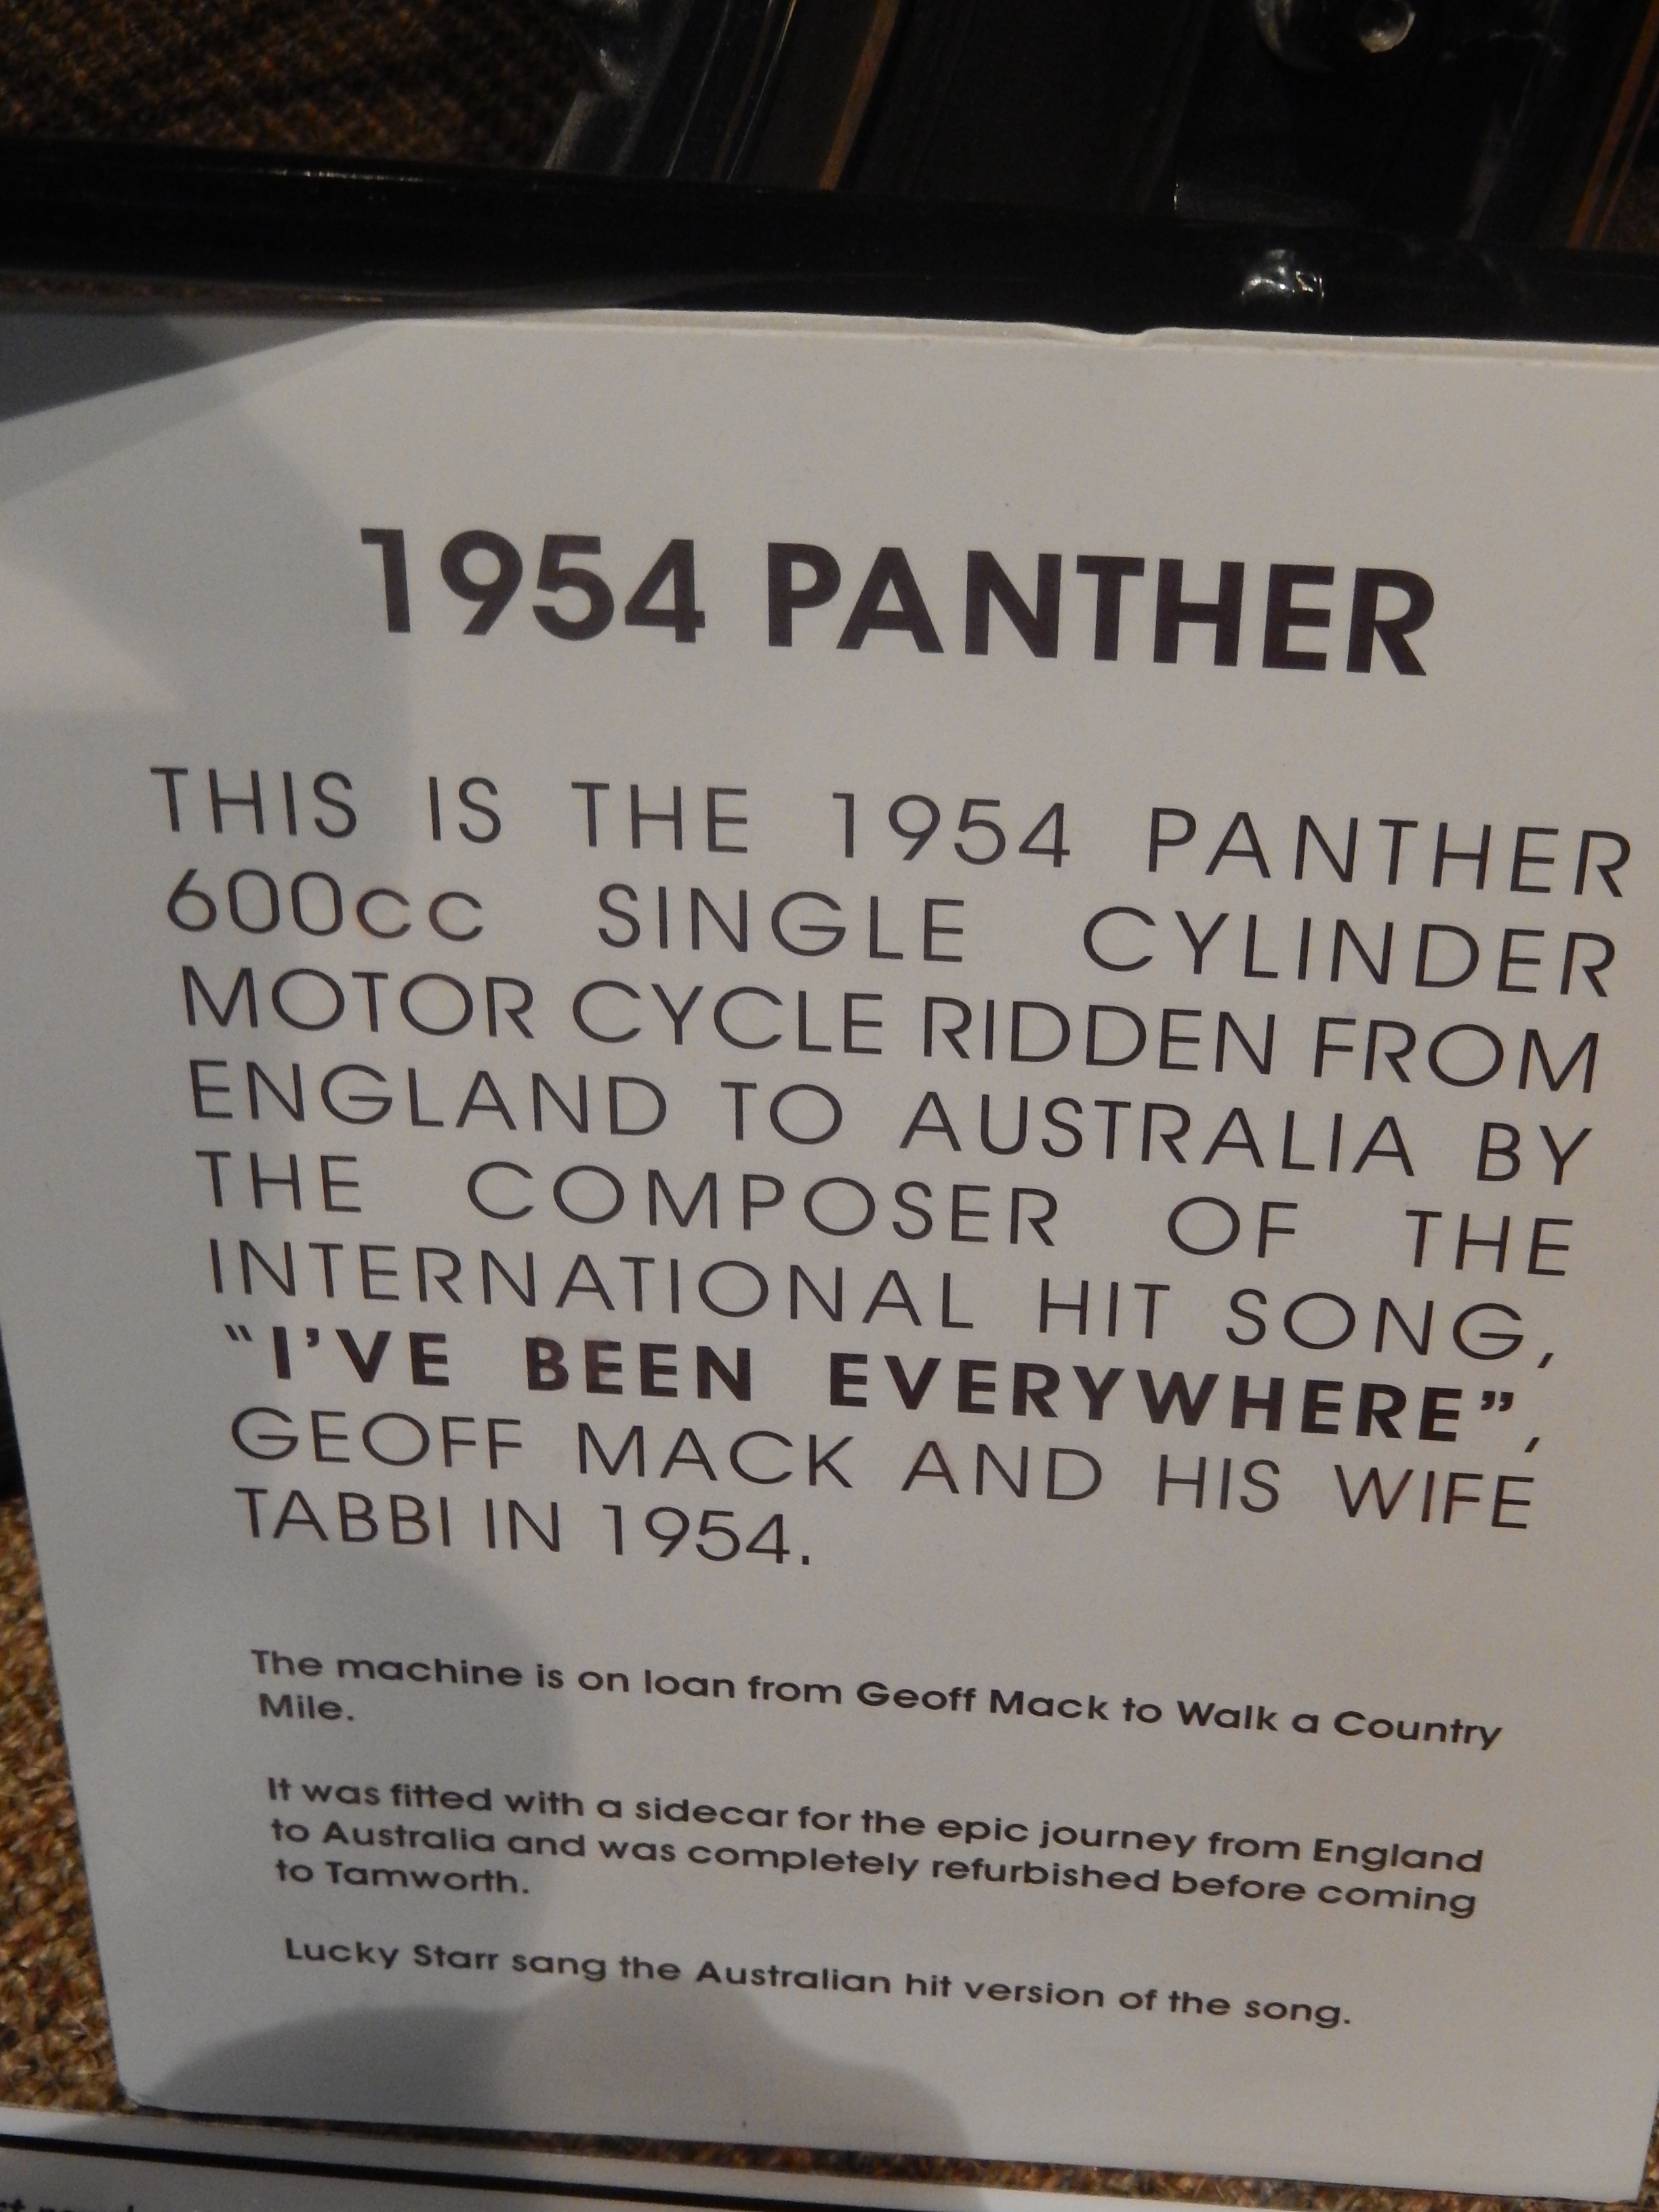 1954 PANTHER
THIS IS THE 1954 PANTHER
600cc SINGLE CYLINDER
MOTOR CYCLE RIDDEN FROM
ENGLAND TO AUSTRALIA BY
THE COMPOSER OF THE
INTERNATIONAL HIT SONG,
“I’VE BEEN EVERYWHERE”,
GEOFF MACK AND HIS WIFE
TABBI IN 1954.
The machine is on loan from Geoff Mack to Walk a Country
Mile.
It was fitted with a sidecar for the epic journey from England
to Australia and was completely refurbished before coming
to Tamworth.
Lucky Starr sang the Australian hit version of the song.